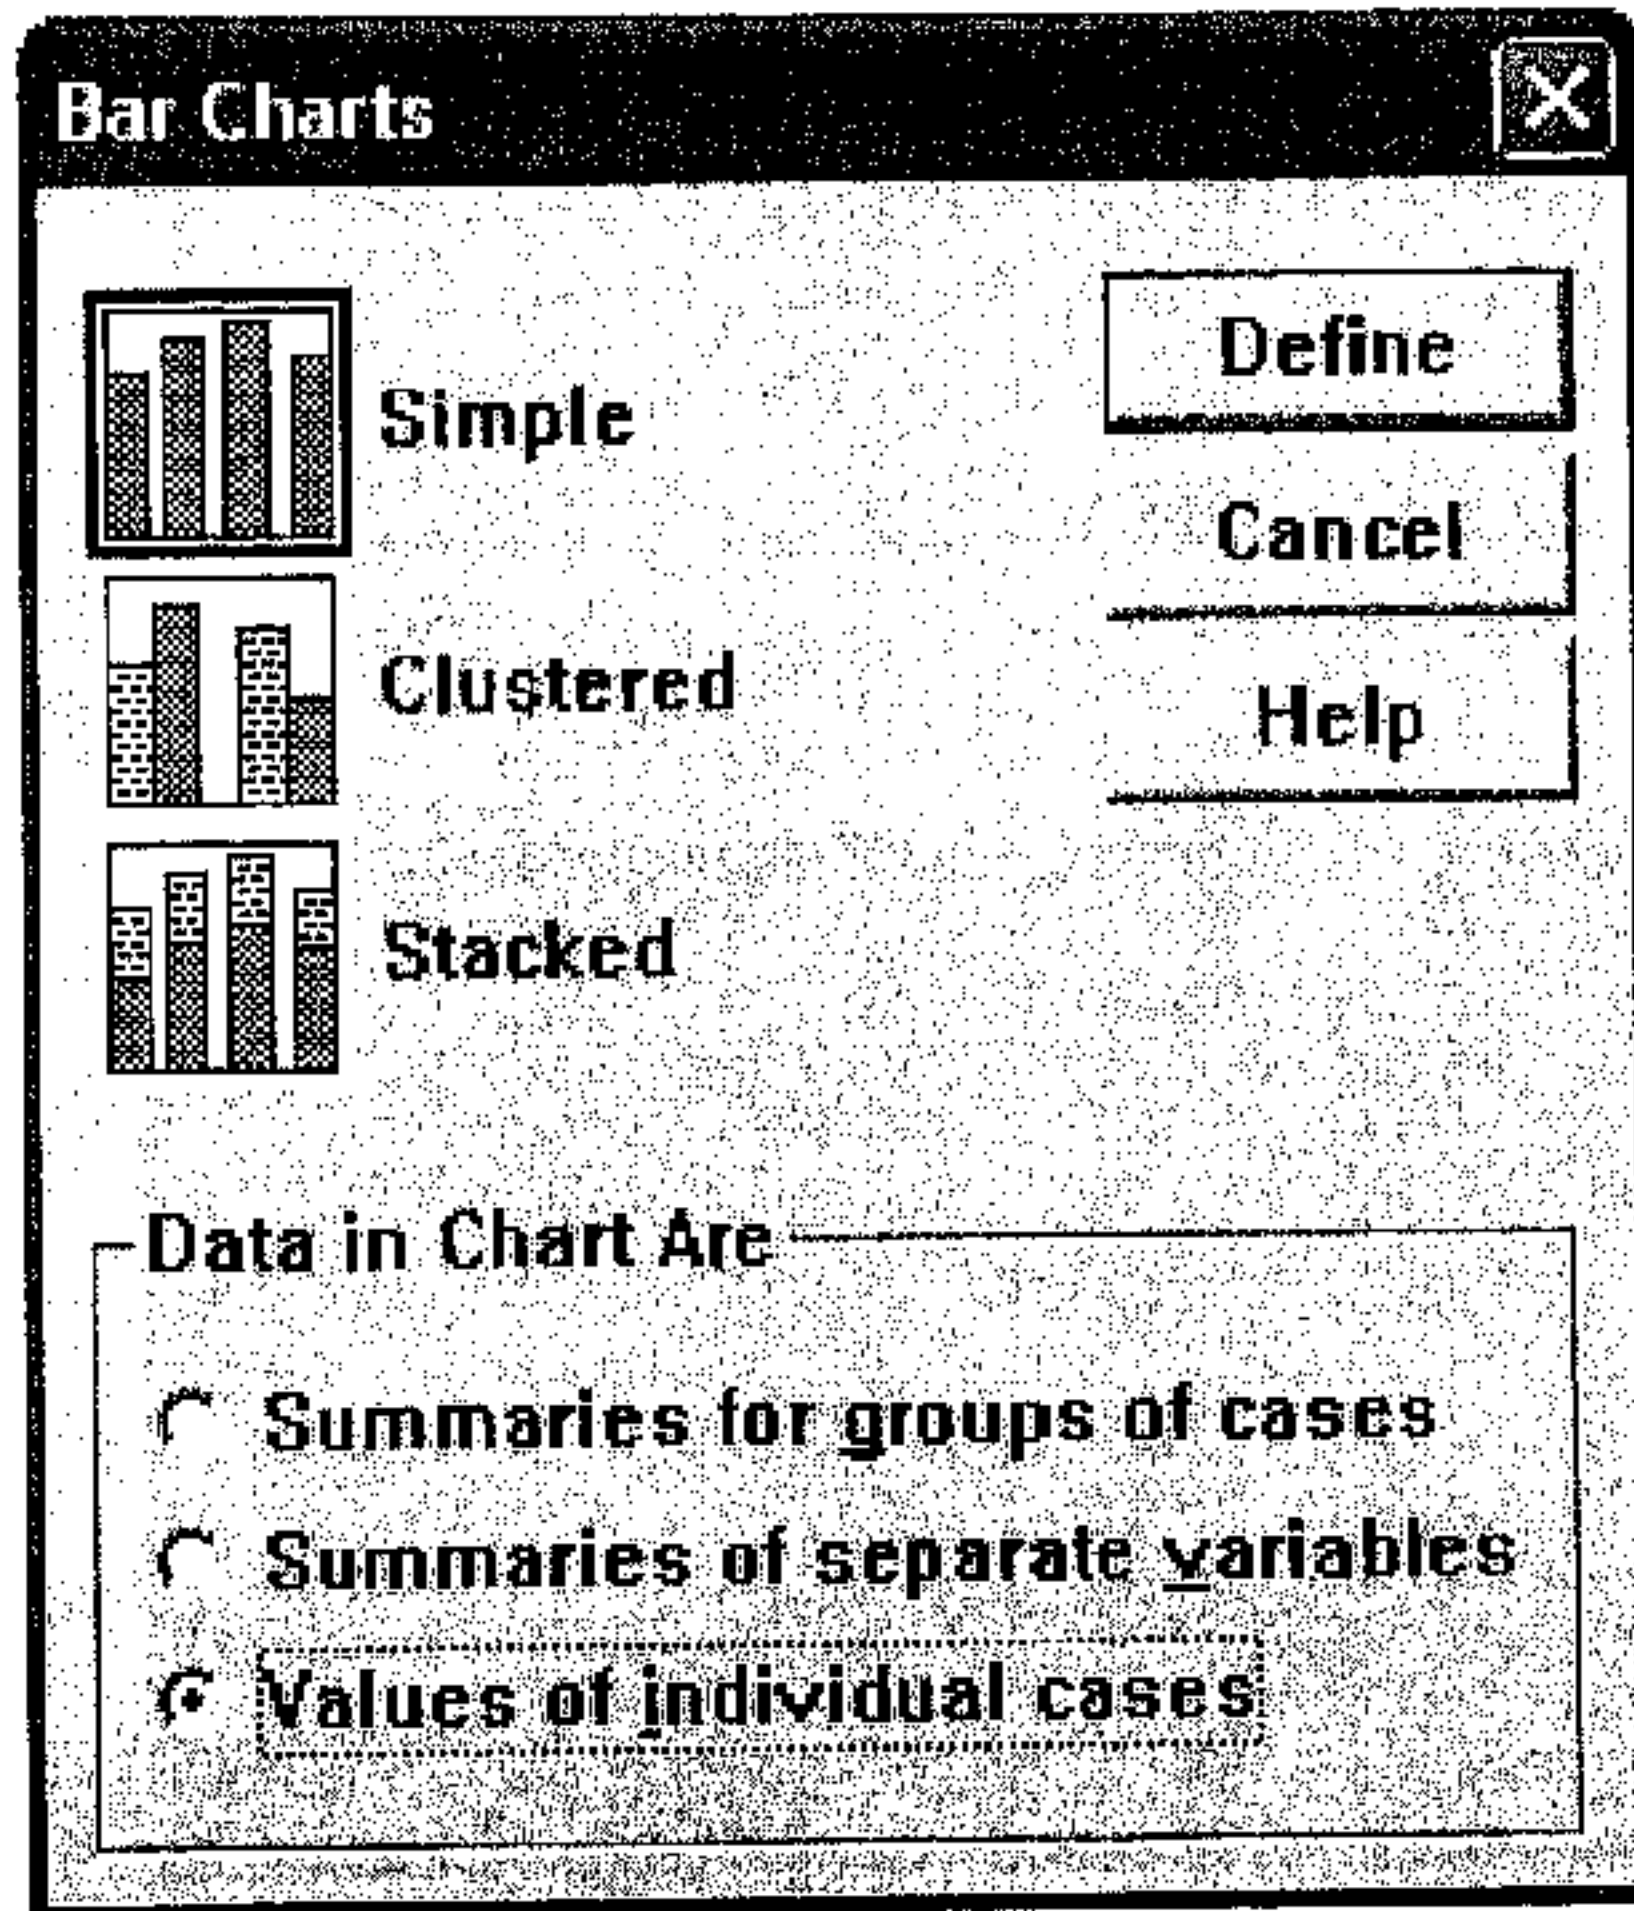 Bar Charts
Simple
Clustered
Stacked
Define
Cancel
Help
Data in Chart Are
Summaries for groups of cases
Summaries of separate variables
Values of individual cases